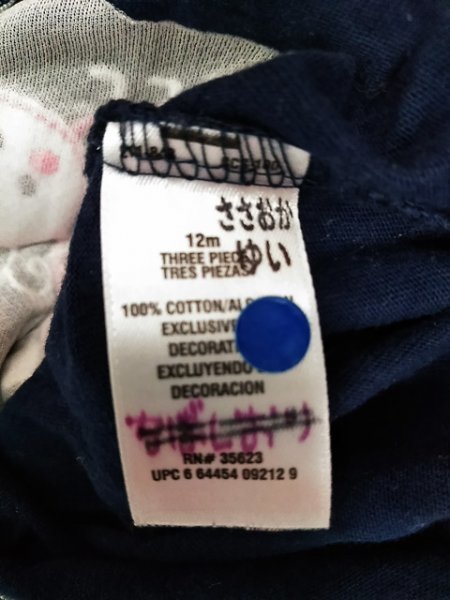 ささおか
ゆい
12m
THREE PIECE
TRES PIEZAS
100% COTTON/ALGODON
EXCLUSIVE
DECORAT
EXCLUYENDO
DECORACION
RN# 35623
UPC 6 64454 09212 9